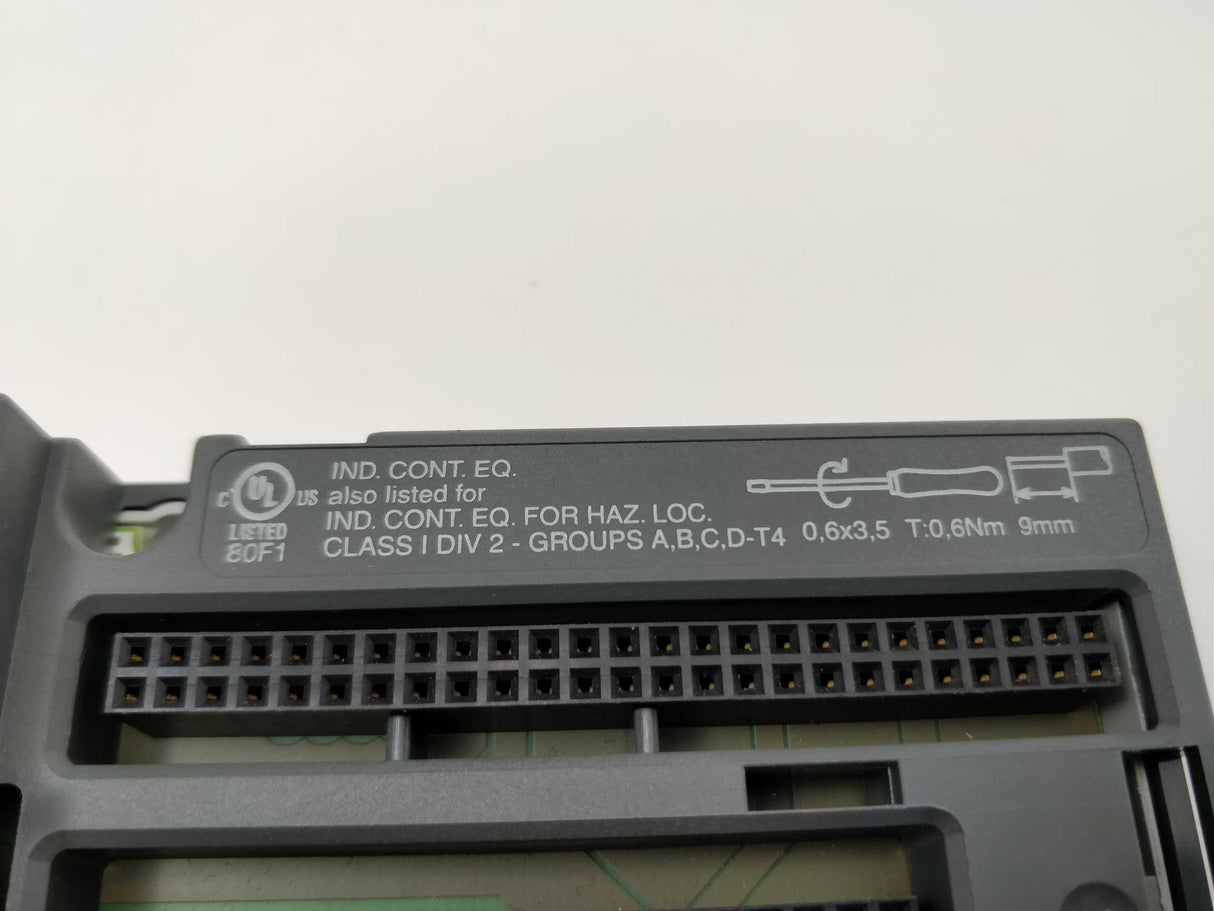 C UL US
LISTED
80F1
IND. CONT. EQ.
also listed for
IND. CONT. EQ. FOR HAZ. LOC.
CLASS I DIV 2 - GROUPS A,B,C,D-T4
0,6x3,5 T:0,6Nm 9mm